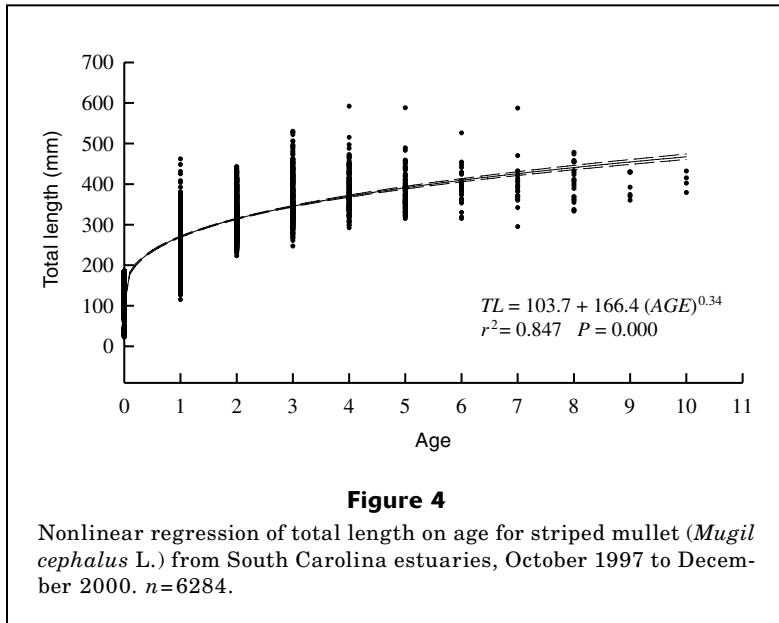 700
600
500
400
300
200
100
0
Total length (mm)
TL = 103.7 + 166.4 (AGE)^0.34
r² = 0.847 P = 0.000
0 1 2 3 4 5 6 7 8 9 10 11
Age
Figure 4
Nonlinear regression of total length on age for striped mullet (Mugil
cephalus L.) from South Carolina estuaries, October 1997 to Decem-
ber 2000. n=6284.